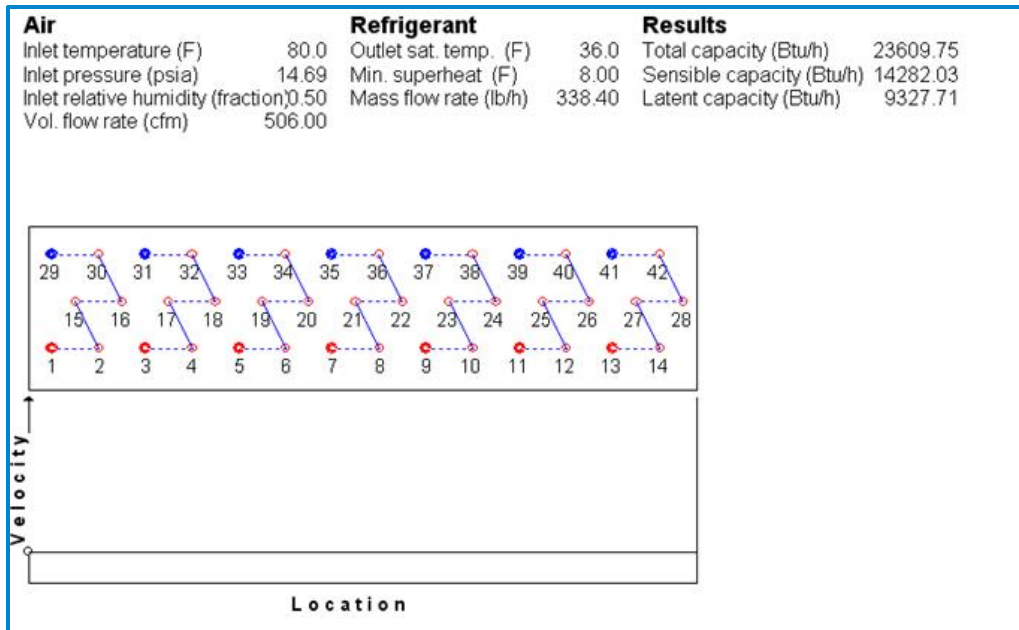 Air Refrigerant Results
Inlet temperature (F) 80.0 Outlet sat. temp. (F) 36.0 Total capacity (Btu/h) 23609.75
Inlet pressure (psia) 14.69 Min. superheat (F) 8.00 Sensible capacity (Btu/h) 14282.03
Inlet relative humidity (fraction) 0.50 Mass flow rate (lb/h) 338.40 Latent capacity (Btu/h) 9327.71
Vol. flow rate (cfm) 506.00
29 30 31 32 33 34 35 36 37 38 39 40 41 42
15 16 17 18 19 20 21 22 23 24 25 26 27 28
1 2 3 4 5 6 7 8 9 10 11 12 13 14
Velocity
Location